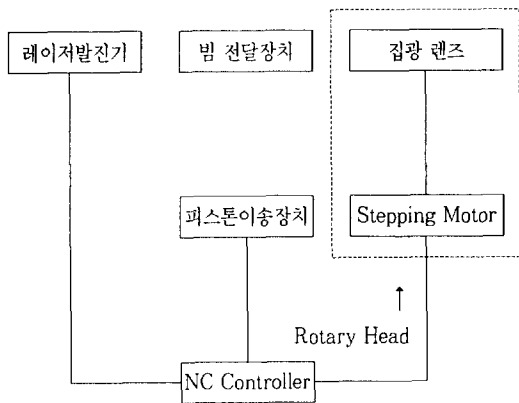 레이저발진기
빔 전달장치
집광 렌즈
피스톤이송장치
Stepping Motor
↑
Rotary Head
NC Controller